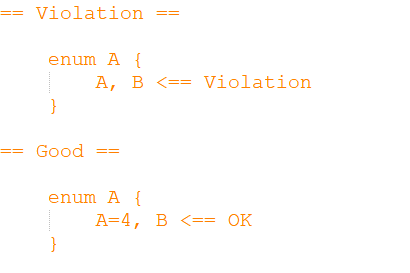 == Violation ==
enum A {
A, B <== Violation
}
== Good ==
enum A {
A=4, B <== OK
}